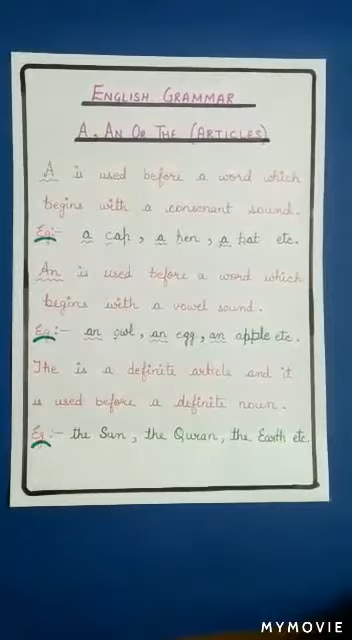 ENGLISH GRAMMAR
A, AN OR THE (ARTICLES)
A is used before a word which
begins with a consonant sound.
Eg:- a cap, a hen, a bat etc.
An is used before a word which
begins with a vowel sound.
Eg:- an owl, an egg, an apple etc.
The is a definite article and it
is used before a definite noun.
Eg:- the Sun, the Quran, the Earth etc.
MYMOVIE